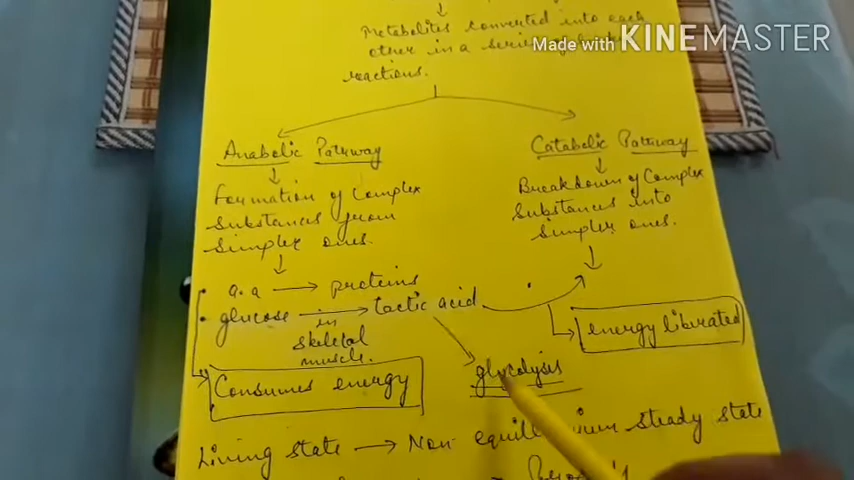 Metabolites converted into each
other in a series of
reactions.
Made with KINEMASTER
Anabolic Pathway
Formation of Complex
Substances from
Simplex ones.
a.a → proteins
glucose → lactic acid
in
skeletal
muscle.
Consumes energy
Catabolic Pathway
Breakdown of Complex
Substances into
Simplex ones.
energy liberated
glycolysis
Living State → Non equilibrium steady state